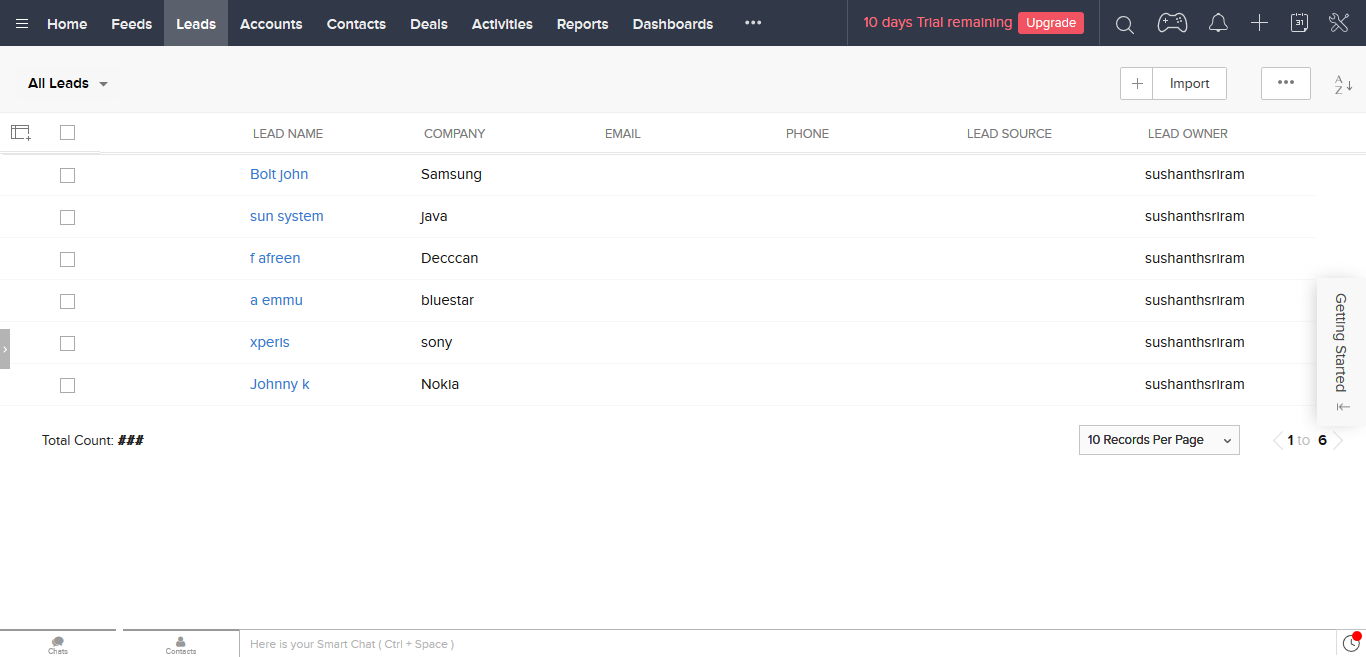 Home Feeds Leads Accounts Contacts Deals Activities Reports Dashboards ••• 10 days Trial remaining Upgrade 31
All Leads Import ••• A Z
LEAD NAME COMPANY EMAIL PHONE LEAD SOURCE LEAD OWNER
Bolt john Samsung sushanthsriram
sun system java sushanthsriram
f afreen Decccan sushanthsriram
a emmu bluestar sushanthsriram
xperis sony sushanthsriram
Johnny k Nokia sushanthsriram
Getting Started
Total Count: ### 10 Records Per Page 1 to 6
Chats Contacts Here is your Smart Chat ( Ctrl + Space )